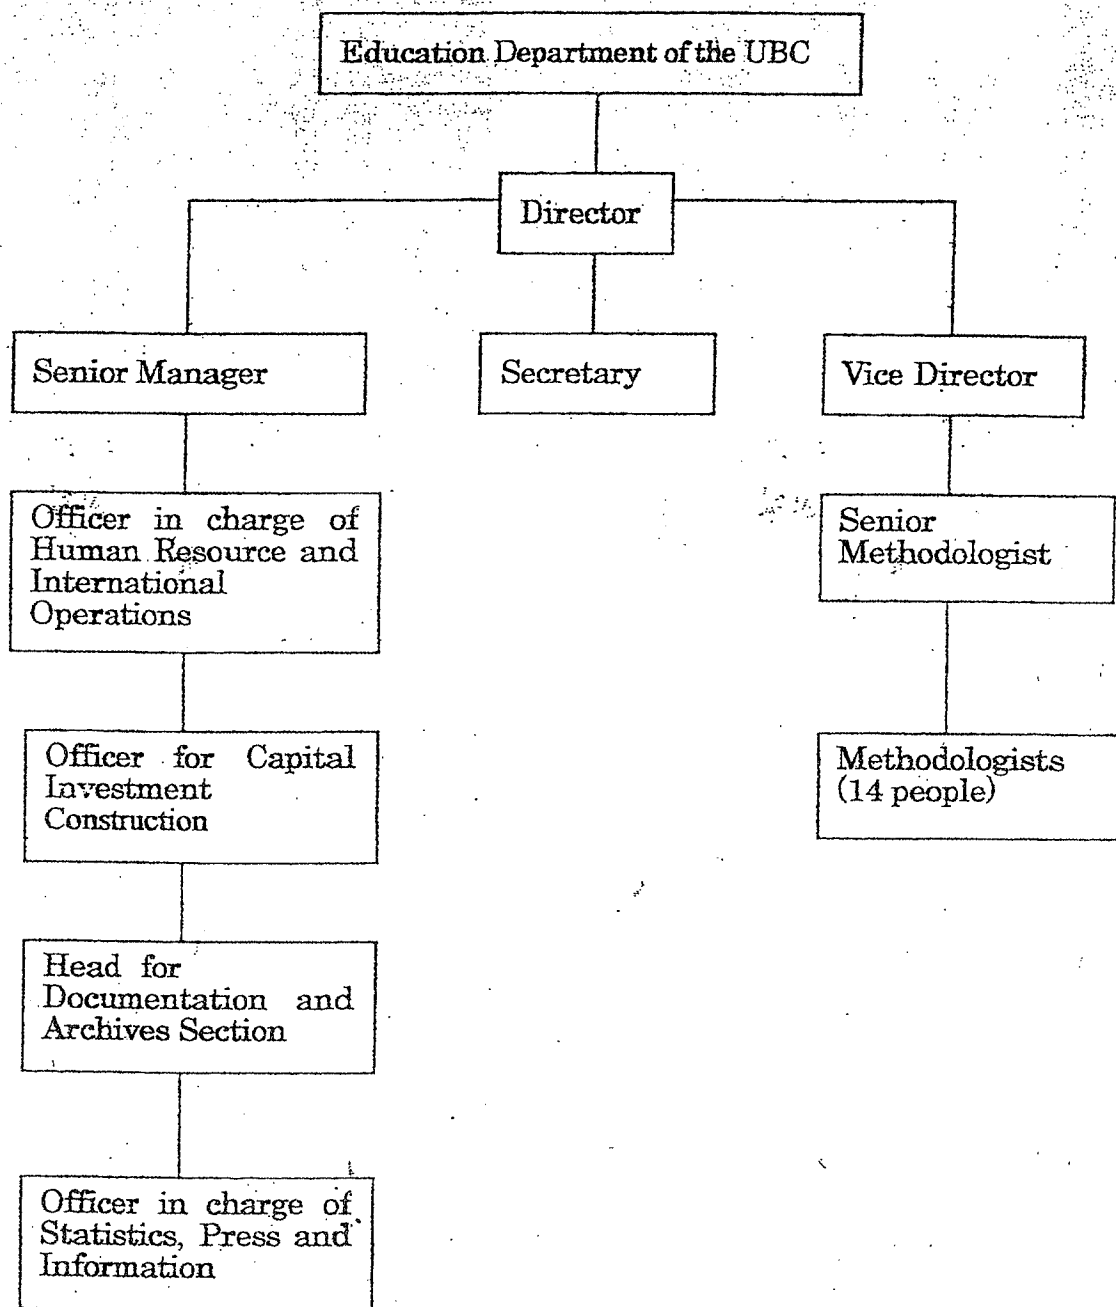 Education Department of the UBC
Director
Senior Manager
Secretary
Vice Director
Officer in charge of
Human Resource and
International
Operations
Senior
Methodologist
Officer for Capital
Investment
Construction
Methodologists
(14 people)
Head for
Documentation and
Archives Section
Officer in charge of
Statistics, Press and
Information